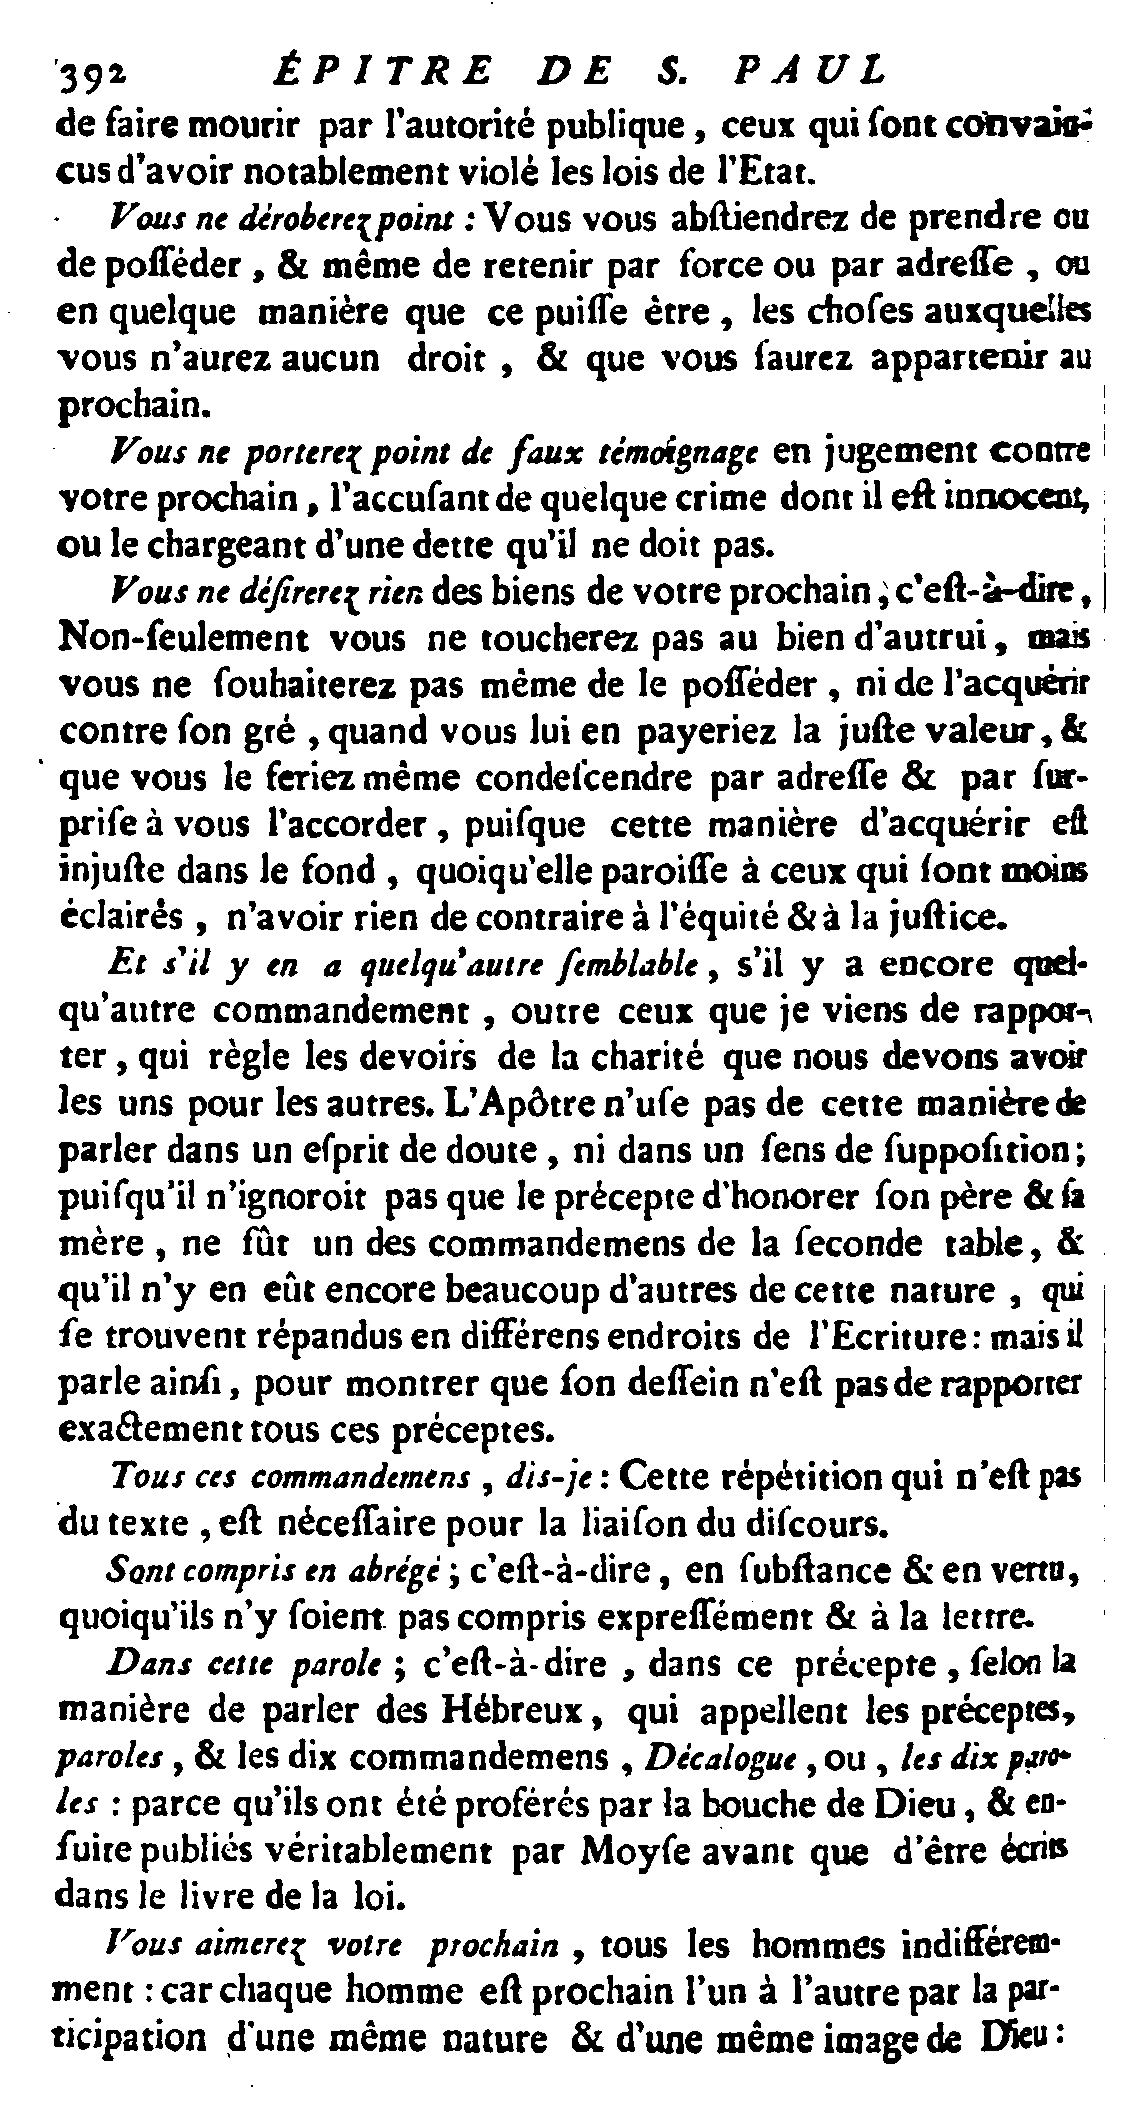 392 ÉPITRE DE S. PAUL
de faire mourir par l'autorité publique, ceux qui ſont convain-
cus d'avoir notablement violé les lois de l'Etat.
Vous ne déroberez point : Vous vous abſtiendrez de prendre ou
de poſſéder, & même de retenir par force ou par adreſſe, ou
en quelque manière que ce puiſſe être, les choſes auxquelles
vous n'aurez aucun droit, & que vous ſaurez appartenir au
prochain.
Vous ne porterez point de faux témoignage en jugement contre
votre prochain, l'accuſant de quelque crime dont il eſt innocent,
ou le chargeant d'une dette qu'il ne doit pas.
Vous ne déſirerez rien des biens de votre prochain; c'eſt-à-dire,
Non-ſeulement vous ne toucherez pas au bien d'autrui, mais
vous ne ſouhaiterez pas même de le poſſéder, ni de l'acquérir
contre ſon gré, quand vous lui en payeriez la juſte valeur, &
que vous le feriez même condeſcendre par adreſſe & par ſur-
priſe à vous l'accorder, puiſque cette manière d'acquérir eſt
injuſte dans le fond, quoiqu'elle paroiſſe à ceux qui ſont moins
éclairés, n'avoir rien de contraire à l'équité & à la juſtice.
Et s'il y en a quelqu'autre ſemblable, s'il y a encore quel-
qu'autre commandement, outre ceux que je viens de rappor-
ter, qui règle les devoirs de la charité que nous devons avoir
les uns pour les autres. L'Apôtre n'uſe pas de cette manière de
parler dans un eſprit de doute, ni dans un ſens de ſuppoſition;
puiſqu'il n'ignoroit pas que le précepte d'honorer ſon père & ſa
mère, ne fût un des commandemens de la ſeconde table, &
qu'il n'y en eût encore beaucoup d'autres de cette nature, qui
ſe trouvent répandus en différens endroits de l'Ecriture: mais il
parle ainſi, pour montrer que ſon deſſein n'eſt pas de rapporter
exactement tous ces préceptes.
Tous ces commandemens, dis-je: Cette répétition qui n'eſt pas
du texte, eſt néceſſaire pour la liaiſon du diſcours.
Sont compris en abrégé; c'eſt-à-dire, en ſubſtance & en vertu,
quoiqu'ils n'y ſoient pas compris expreſſément & à la lettre.
Dans cette parole; c'eſt-à-dire, dans ce précepte, ſelon la
manière de parler des Hébreux, qui appellent les préceptes,
paroles, & les dix commandemens, Décalogue, ou, les dix paro-
les : parce qu'ils ont été proférés par la bouche de Dieu, & en-
ſuite publiés véritablement par Moyſe avant que d'être écrits
dans le livre de la loi.
Vous aimerez votre prochain, tous les hommes indifférem-
ment : car chaque homme eſt prochain l'un à l'autre par la par-
ticipation d'une même nature & d'une même image de Dieu: